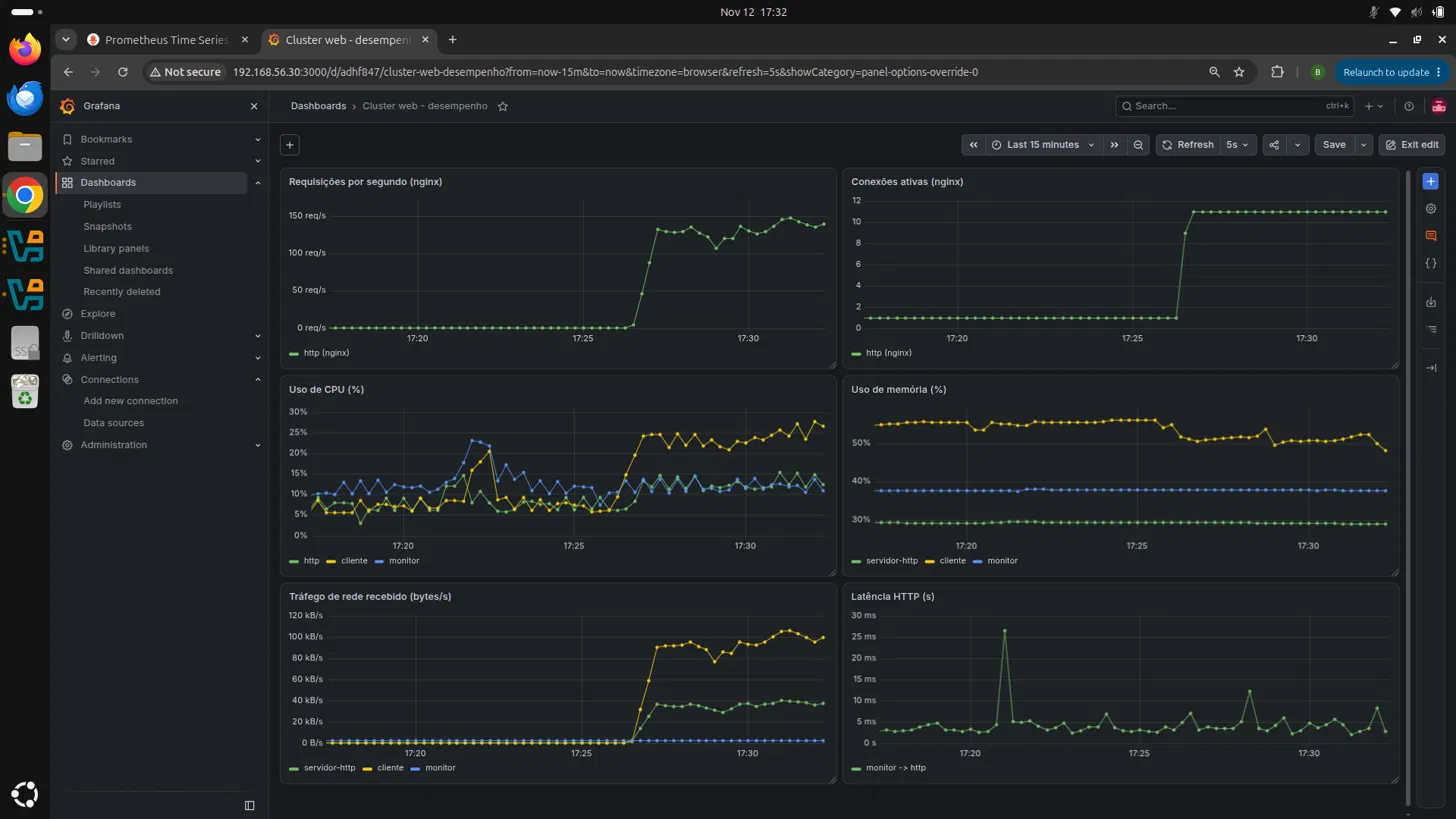 Nov 12 17:32
Prometheus Time Series
Cluster web - desempen
Not secure
192.168.56.30:3000/d/adhf847/cluster-web-desempenho?from=now-15m&to=now&timezone=browser&refresh=5s&showCategory=panel-options-override-0
B
Relaunch to update
Grafana
Dashboards › Cluster web - desempenho
Search... ctrl+k
Bookmarks
Starred
Dashboards
Playlists
Snapshots
Library panels
Shared dashboards
Recently deleted
Explore
Drilldown
Alerting
Connections
Add new connection
Data sources
Administration
Last 15 minutes
Refresh 5s
Save
Exit edit
Requisições por segundo (nginx)
150 req/s
100 req/s
50 req/s
0 req/s
17:20 17:25 17:30
http (nginx)
Conexões ativas (nginx)
12
10
8
6
4
2
0
17:20 17:25 17:30
http (nginx)
Uso de CPU (%)
30%
25%
20%
15%
10%
5%
0%
17:20 17:25 17:30
http cliente monitor
Uso de memória (%)
50%
40%
30%
17:20 17:25 17:30
servidor-http cliente monitor
Tráfego de rede recebido (bytes/s)
120 kB/s
100 kB/s
80 kB/s
60 kB/s
40 kB/s
20 kB/s
0 B/s
17:20 17:25 17:30
servidor-http cliente monitor
Latência HTTP (s)
30 ms
25 ms
20 ms
15 ms
10 ms
5 ms
0 s
17:20 17:25 17:30
monitor -> http